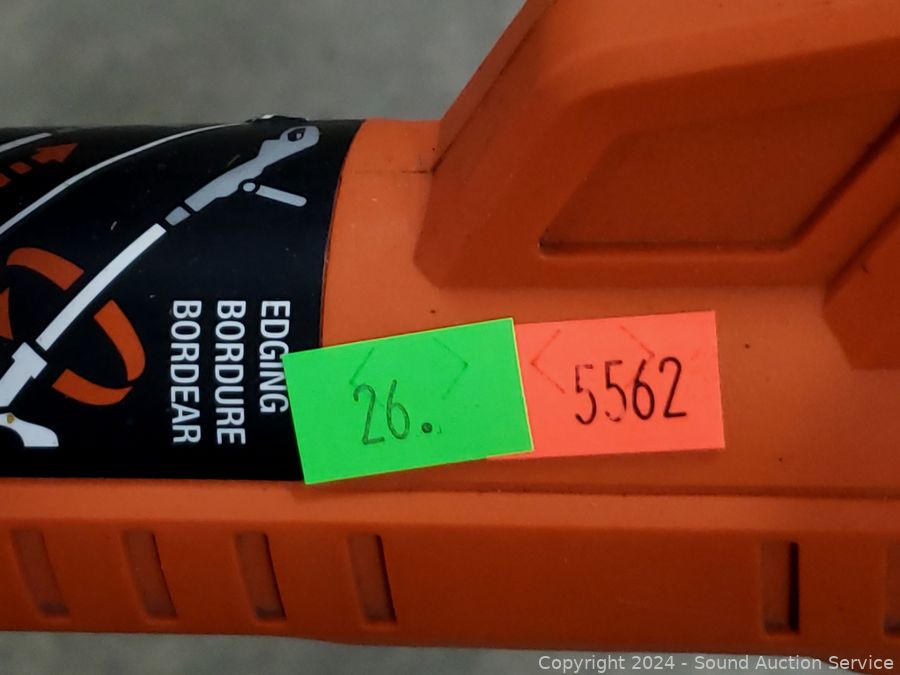 EDGING
BORDURE
BORDEAR
26.
5562
Copyright © 2024 - Sound Auction Service